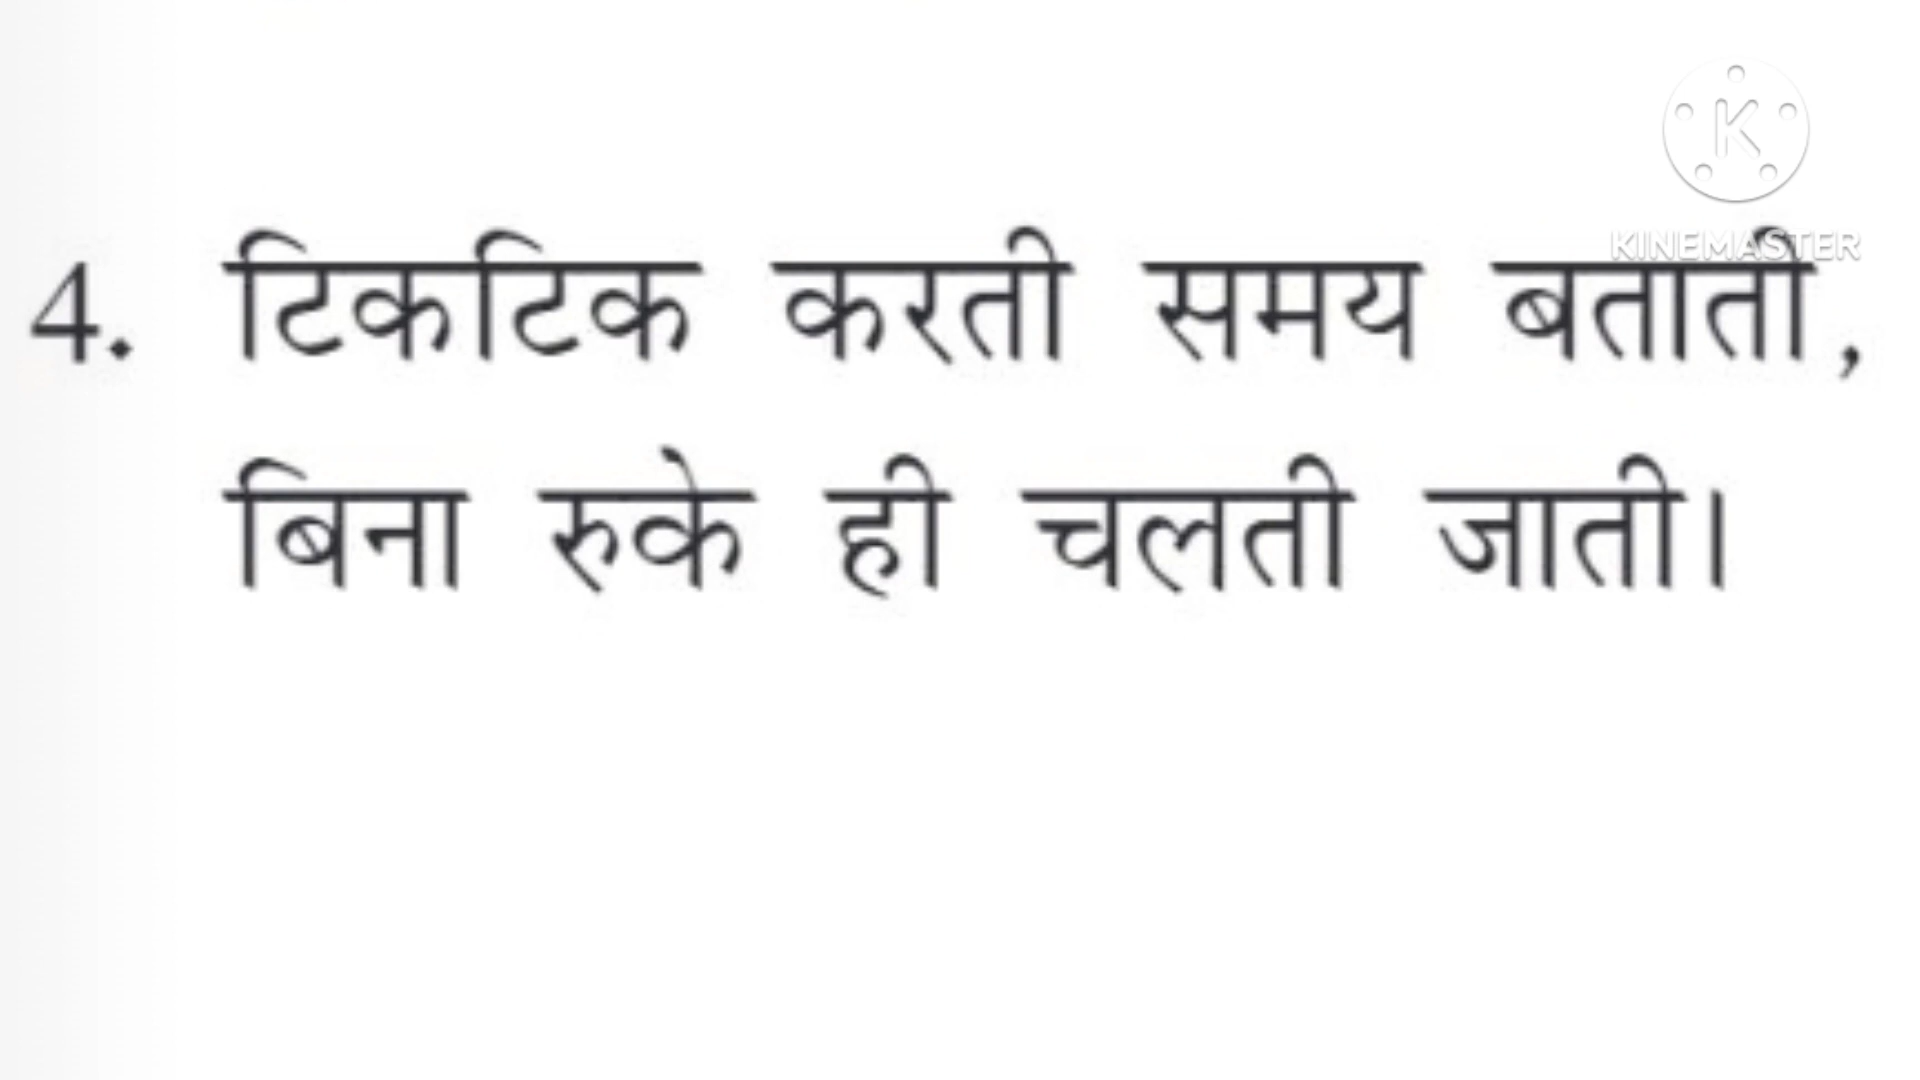 K
KINEMASTER
4. टिकटिक करती समय बताती,
बिना रुके ही चलती जाती।